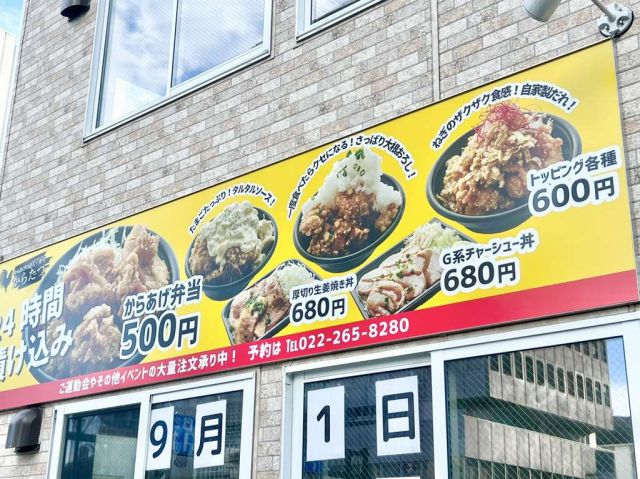 からたつ
24時間
漬け込み
からあげ弁当
500円
たまごたっぷり!タルタルソース!
一度食べたらクセになる!さっぱり大根おろし!
ねぎのザクザク食感!自家製だれ!
トッピング各種
600円
厚切り生姜焼き丼
680円
G系チャーシュー丼
680円
ご運動会やその他イベントの大量注文承り中! 予約は TEL022-265-8280
9月
1日